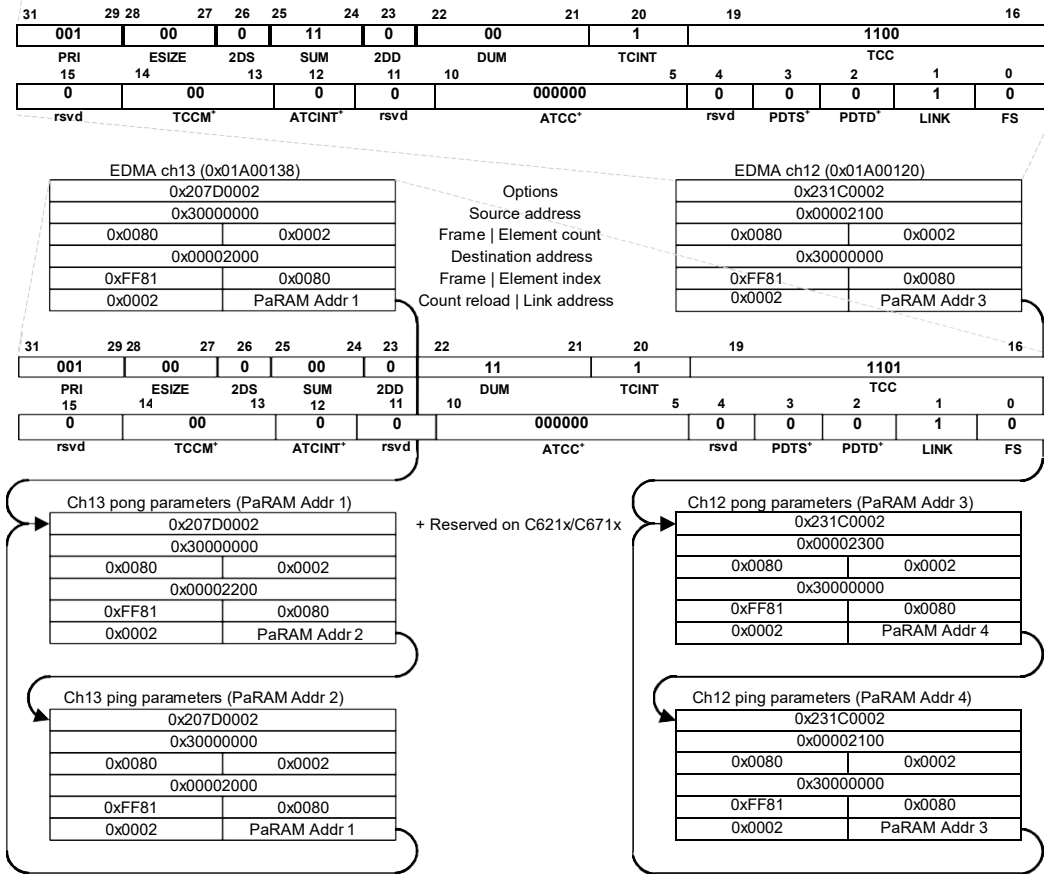 31 29 28 27 26 25 24 23 22 21 20 19 16
001 00 0 11 0 00 1 1100
PRI ESIZE 2DS SUM 2DD DUM TCINT TCC
15 14 13 12 11 10 5 4 3 2 1 0
0 00 0 0 000000 0 0 0 1 0
rsvd TCCM+ ATCINT+ rsvd ATCC+ rsvd PDTS+ PDTD+ LINK FS
EDMA ch13 (0x01A00138) EDMA ch12 (0x01A00120)
0x207D0002 Options 0x231C0002
0x30000000 Source address 0x00002100
0x0080 0x0002 Frame | Element count 0x0080 0x0002
0x00002000 Destination address 0x30000000
0xFF81 0x0080 Frame | Element index 0xFF81 0x0080
0x0002 PaRAM Addr 1 Count reload | Link address 0x0002 PaRAM Addr 3
31 29 28 27 26 25 24 23 22 21 20 19 16
001 00 0 00 0 11 1 1101
PRI ESIZE 2DS SUM 2DD DUM TCINT TCC
15 14 13 12 11 10 5 4 3 2 1 0
0 00 0 0 000000 0 0 0 1 0
rsvd TCCM+ ATCINT+ rsvd ATCC+ rsvd PDTS+ PDTD+ LINK FS
Ch13 pong parameters (PaRAM Addr 1) Ch12 pong parameters (PaRAM Addr 3)
0x207D0002 + Reserved on C621x/C671x 0x231C0002
0x30000000 0x00002300
0x0080 0x0002 0x0080 0x0002
0x00002200 0x30000000
0xFF81 0x0080 0xFF81 0x0080
0x0002 PaRAM Addr 2 0x0002 PaRAM Addr 4
Ch13 ping parameters (PaRAM Addr 2) Ch12 ping parameters (PaRAM Addr 4)
0x207D0002 0x231C0002
0x30000000 0x00002100
0x0080 0x0002 0x0080 0x0002
0x00002000 0x30000000
0xFF81 0x0080 0xFF81 0x0080
0x0002 PaRAM Addr 1 0x0002 PaRAM Addr 3